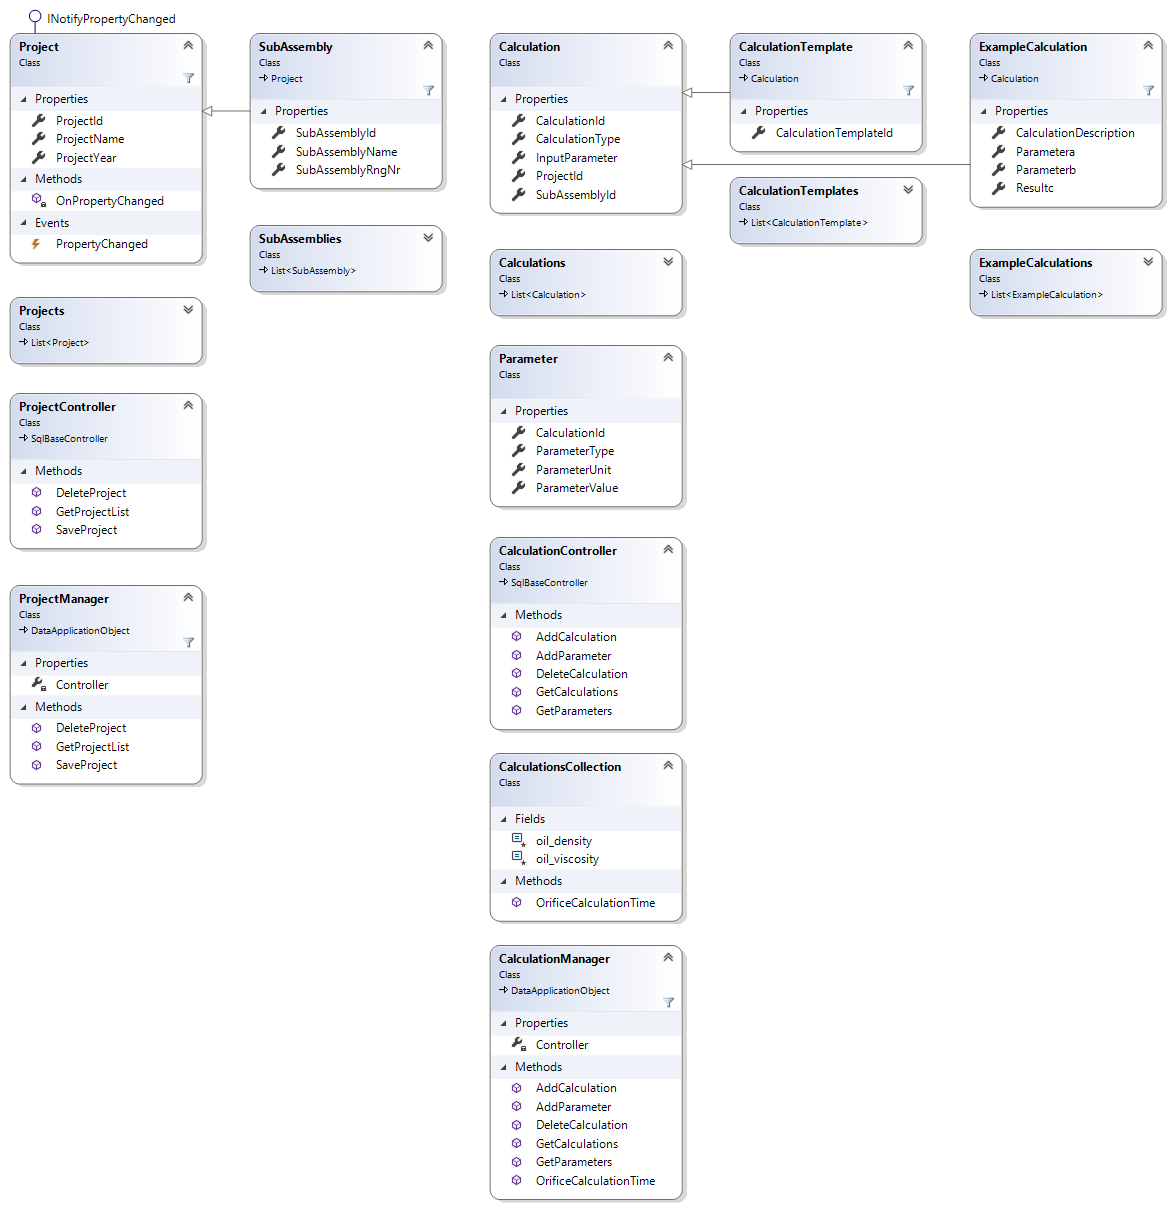 INotifyPropertyChanged
Project
Class
Properties
ProjectId
ProjectName
ProjectYear
Methods
OnPropertyChanged
Events
PropertyChanged
Projects
Class
List<Project>
ProjectController
Class
SqlBaseController
Methods
DeleteProject
GetProjectList
SaveProject
ProjectManager
Class
DataApplicationObject
Properties
Controller
Methods
DeleteProject
GetProjectList
SaveProject
SubAssembly
Class
Project
Properties
SubAssemblyId
SubAssemblyName
SubAssemblyRngNr
SubAssemblies
Class
List<SubAssembly>
Calculation
Class
Properties
CalculationId
CalculationType
InputParameter
ProjectId
SubAssemblyId
Calculations
Class
List<Calculation>
Parameter
Class
Properties
CalculationId
ParameterType
ParameterUnit
ParameterValue
CalculationController
Class
SqlBaseController
Methods
AddCalculation
AddParameter
DeleteCalculation
GetCalculations
GetParameters
CalculationsCollection
Class
Fields
oil_density
oil_viscosity
Methods
OrificeCalculationTime
CalculationManager
Class
DataApplicationObject
Properties
Controller
Methods
AddCalculation
AddParameter
DeleteCalculation
GetCalculations
GetParameters
OrificeCalculationTime
CalculationTemplate
Class
Calculation
Properties
CalculationTemplateId
CalculationTemplates
Class
List<CalculationTemplate>
ExampleCalculation
Class
Calculation
Properties
CalculationDescription
Parametera
Parameterb
Resultc
ExampleCalculations
Class
List<ExampleCalculation>